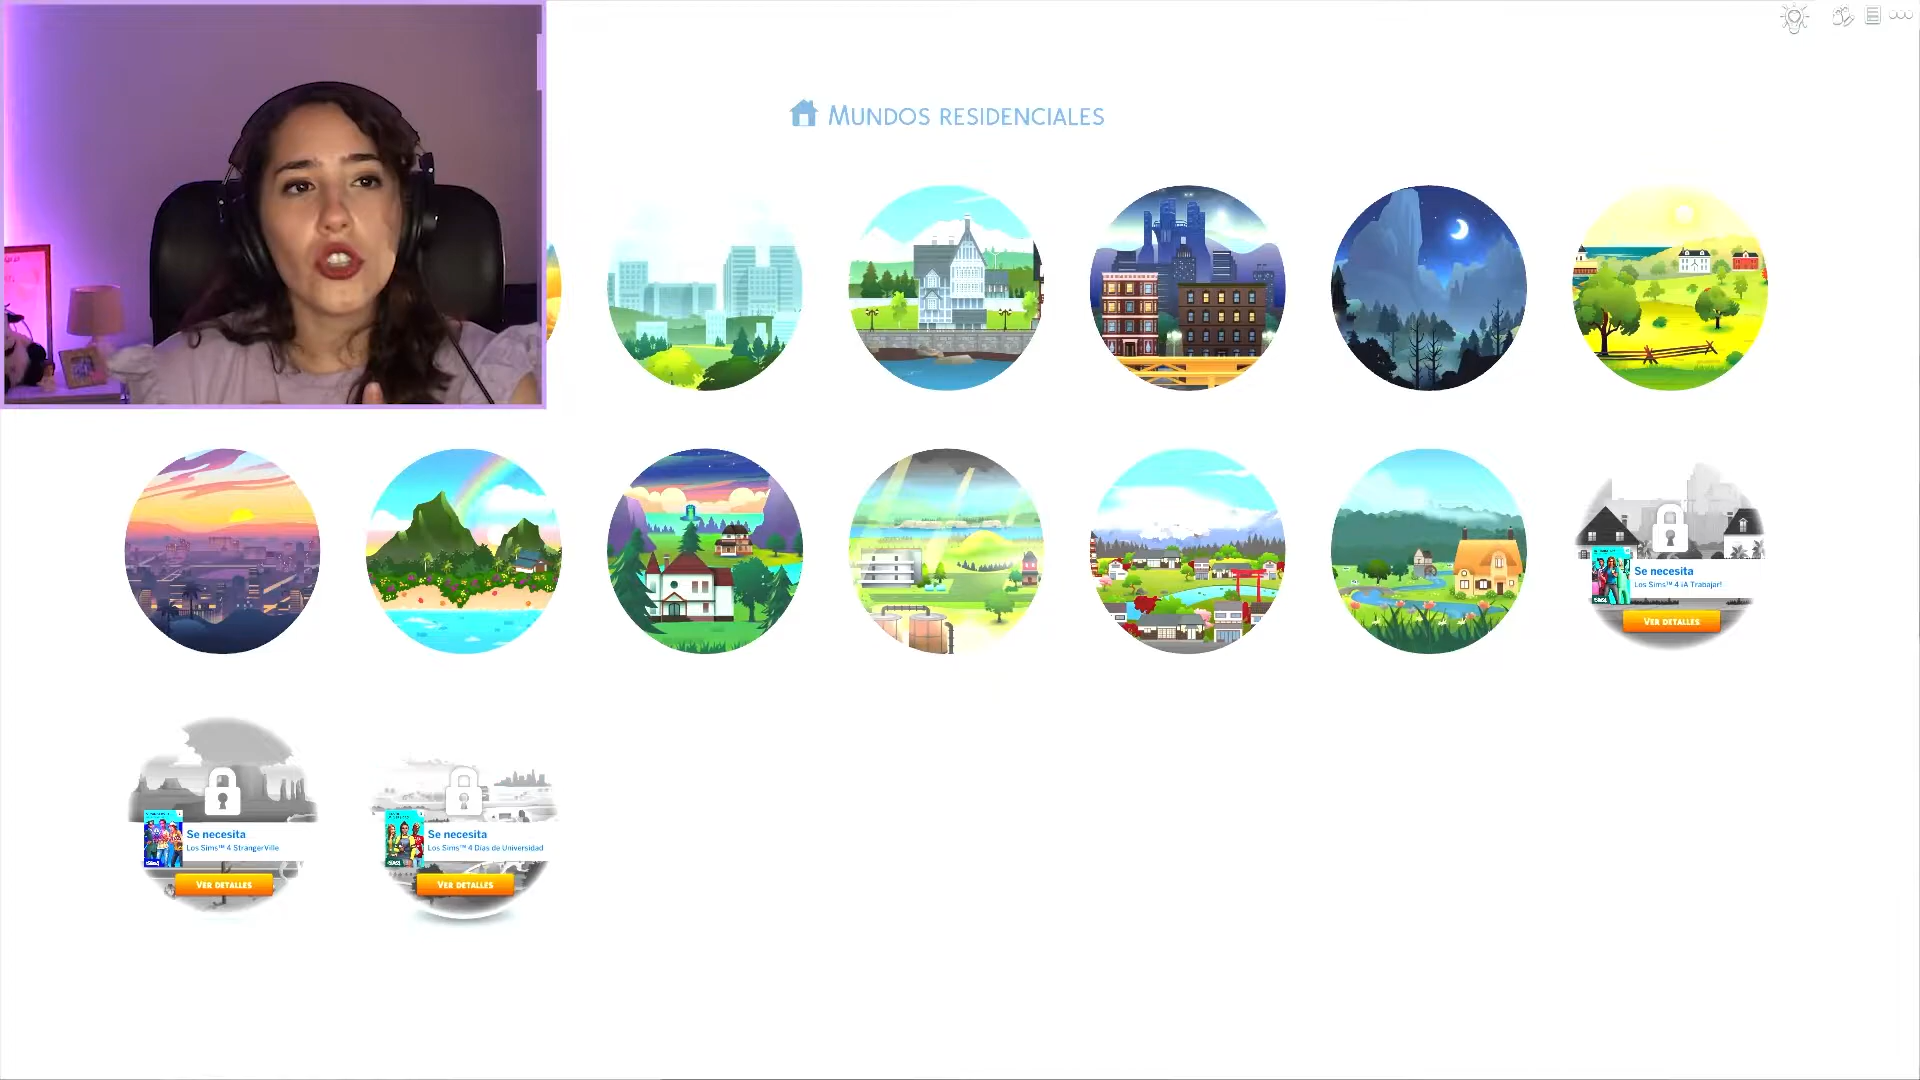 MUNDOS RESIDENCIALES
Se necesita
Los Sims™ 4 ¡A Trabajar!
VER DETALLES
Se necesita
Los Sims™ 4 StrangerVille
VER DETALLES
Se necesita
Los Sims™ 4 Días de Universidad
VER DETALLES